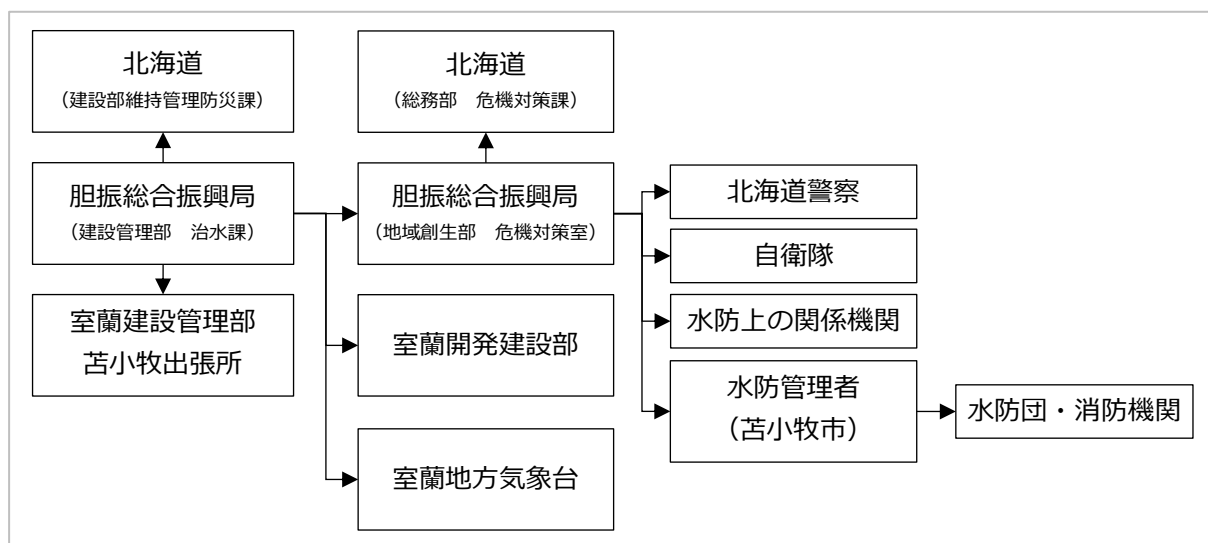 北海道
（建設部維持管理防災課）
北海道
（総務部　危機対策課）
胆振総合振興局
（建設管理部　治水課）
胆振総合振興局
（地域創生部　危機対策室）
北海道警察
自衛隊
水防上の関係機関
水防管理者
（苫小牧市）
水防団・消防機関
室蘭建設管理部
苫小牧出張所
室蘭開発建設部
室蘭地方気象台